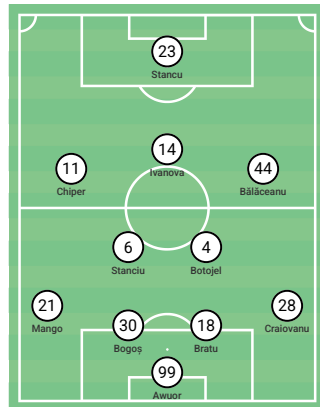 23
Stancu
14
Ivanova
11
Chiper
44
Bălăceanu
6
Stanciu
4
Botojel
21
Mango
28
Craiovanu
30
Bogoș
18
Bratu
99
Awuor